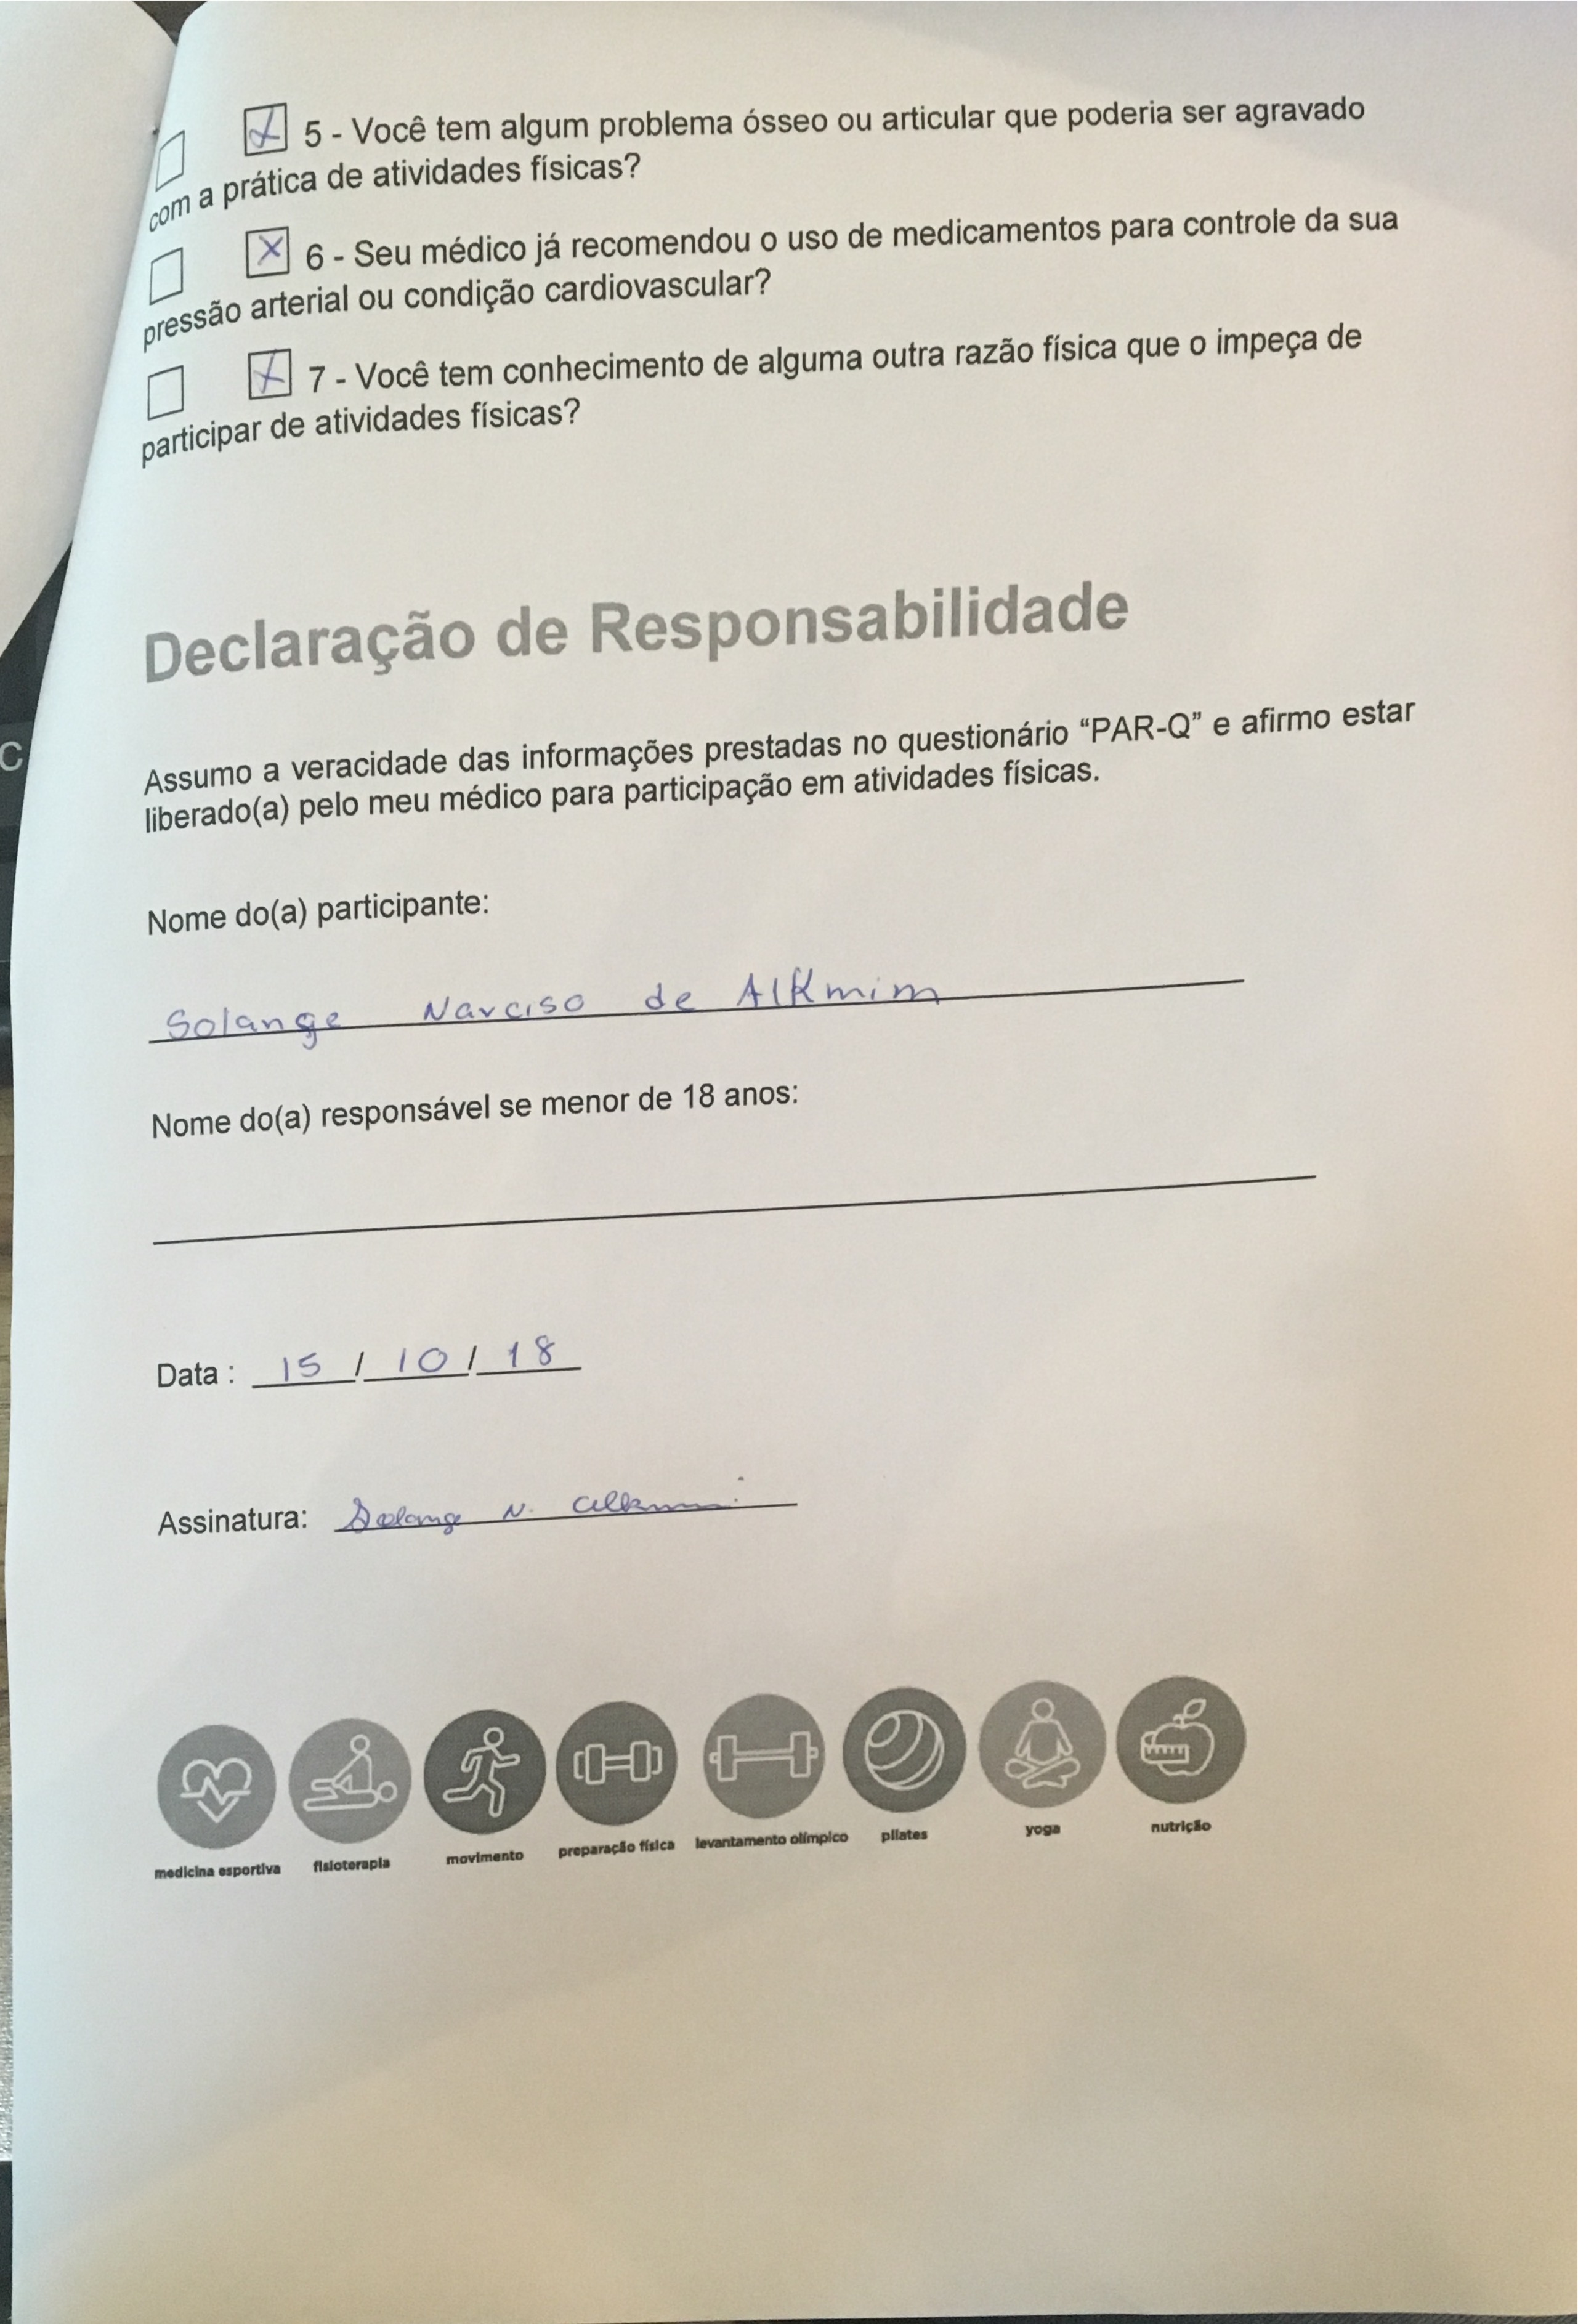 5 - Você tem algum problema ósseo ou articular que poderia ser agravado
com a prática de atividades físicas?
6 - Seu médico já recomendou o uso de medicamentos para controle da sua
pressão arterial ou condição cardiovascular?
7 - Você tem conhecimento de alguma outra razão física que o impeça de
participar de atividades físicas?
Declaração de Responsabilidade
Assumo a veracidade das informações prestadas no questionário “PAR-Q” e afirmo estar
liberado(a) pelo meu médico para participação em atividades físicas.
Nome do(a) participante:
Solange Narciso de Alkmim
Nome do(a) responsável se menor de 18 anos:
Data : 15 / 10 / 18
Assinatura: Solange N. Alkmim
medicina esportiva fisioterapia movimento preparação física levantamento olímpico pilates yoga nutrição
C